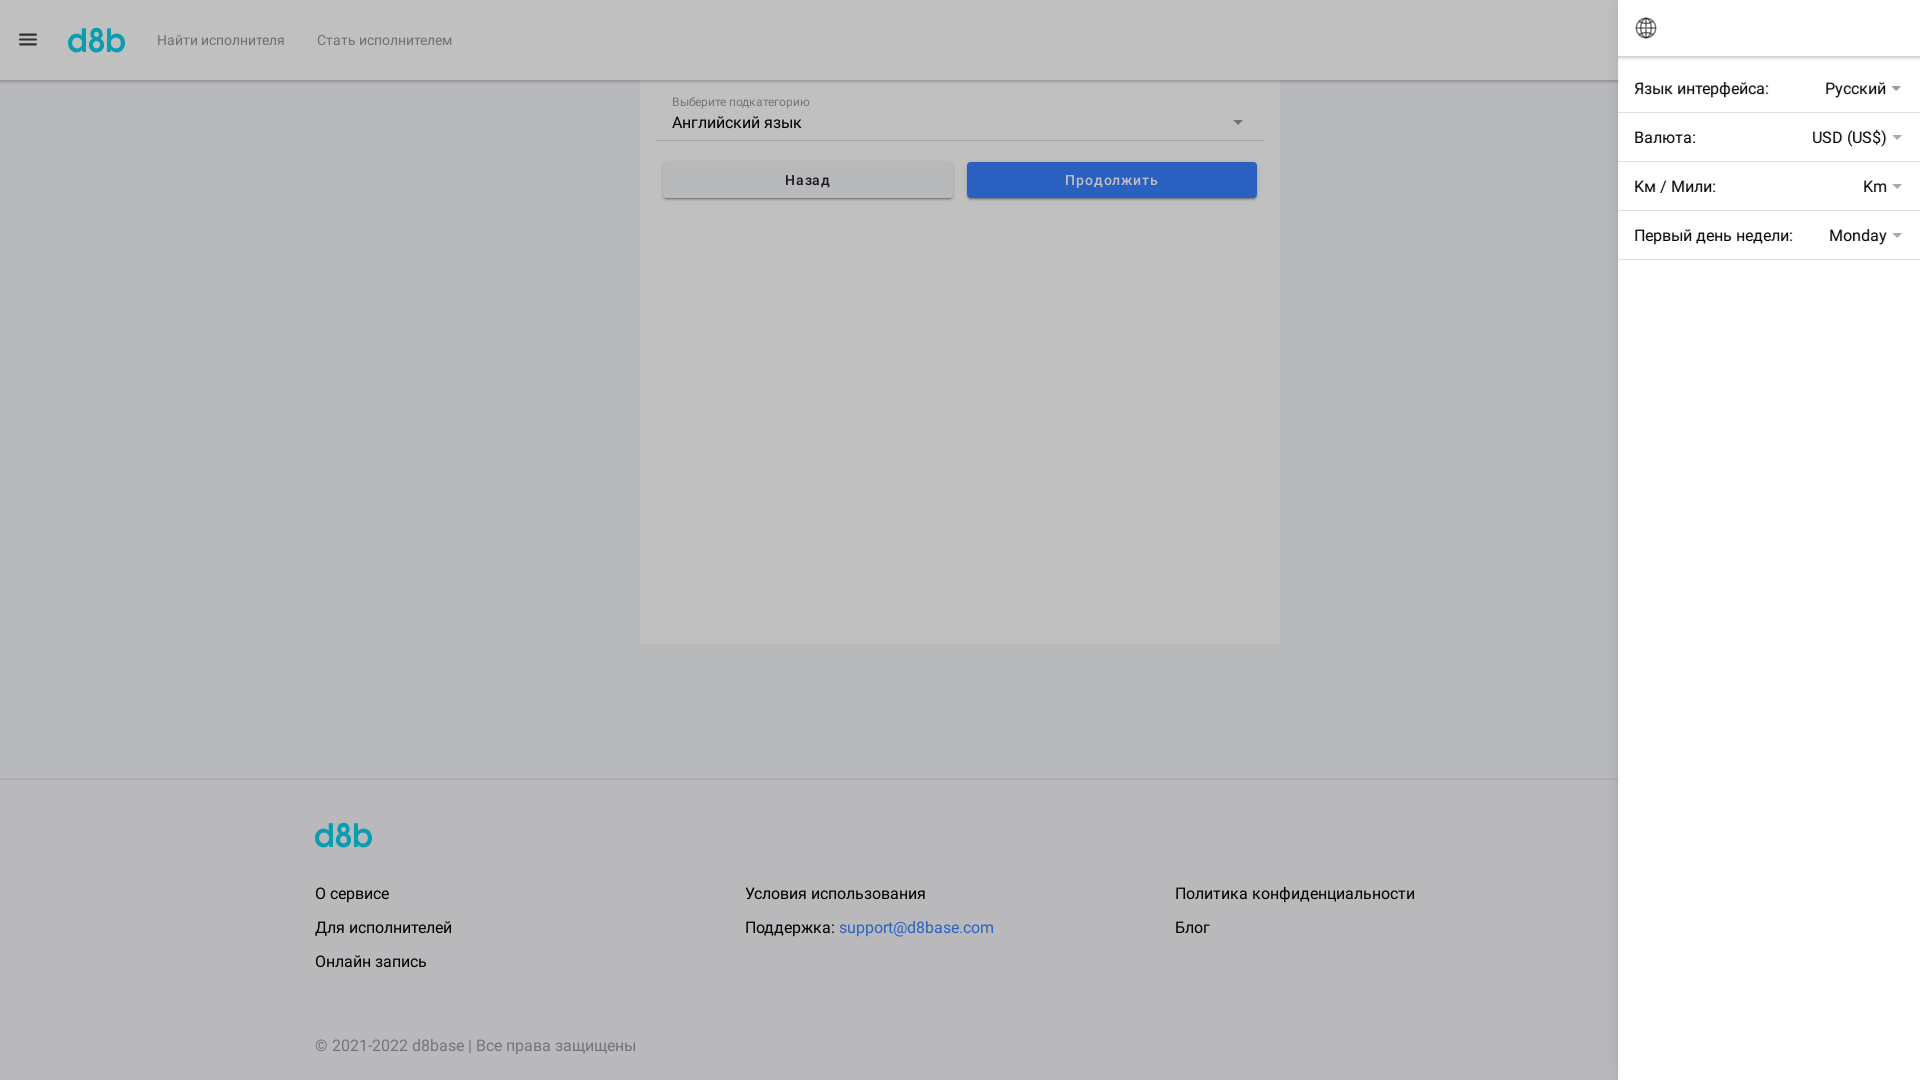 d8b
Найти исполнителя
Стать исполнителем
Выберите подкатегорию
Английский язык
Назад
Продолжить
Язык интерфейса: Русский
Валюта: USD (US$)
Км / Мили: Km
Первый день недели: Monday
d8b
О сервисе
Условия использования
Политика конфиденциальности
Для исполнителей
Поддержка: support@d8base.com
Блог
Онлайн запись
© 2021-2022 d8base | Все права защищены